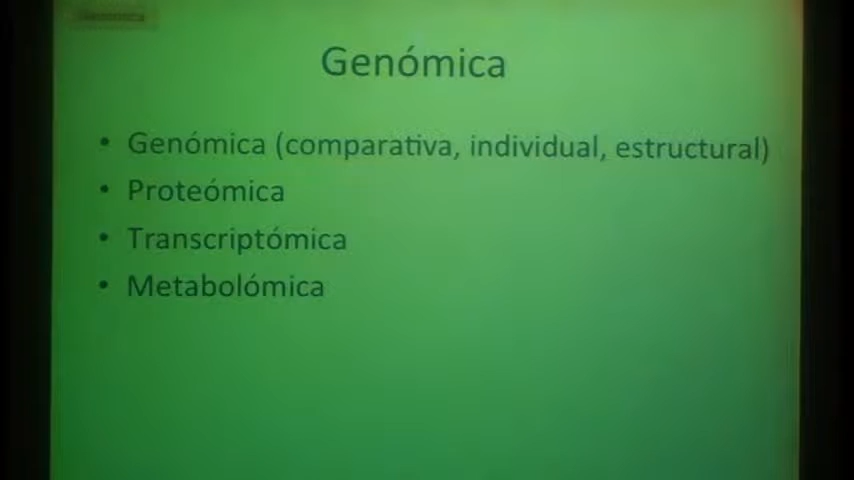 Genómica
• Genómica (comparativa, individual, estructural)
• Proteómica
• Transcriptómica
• Metabolómica